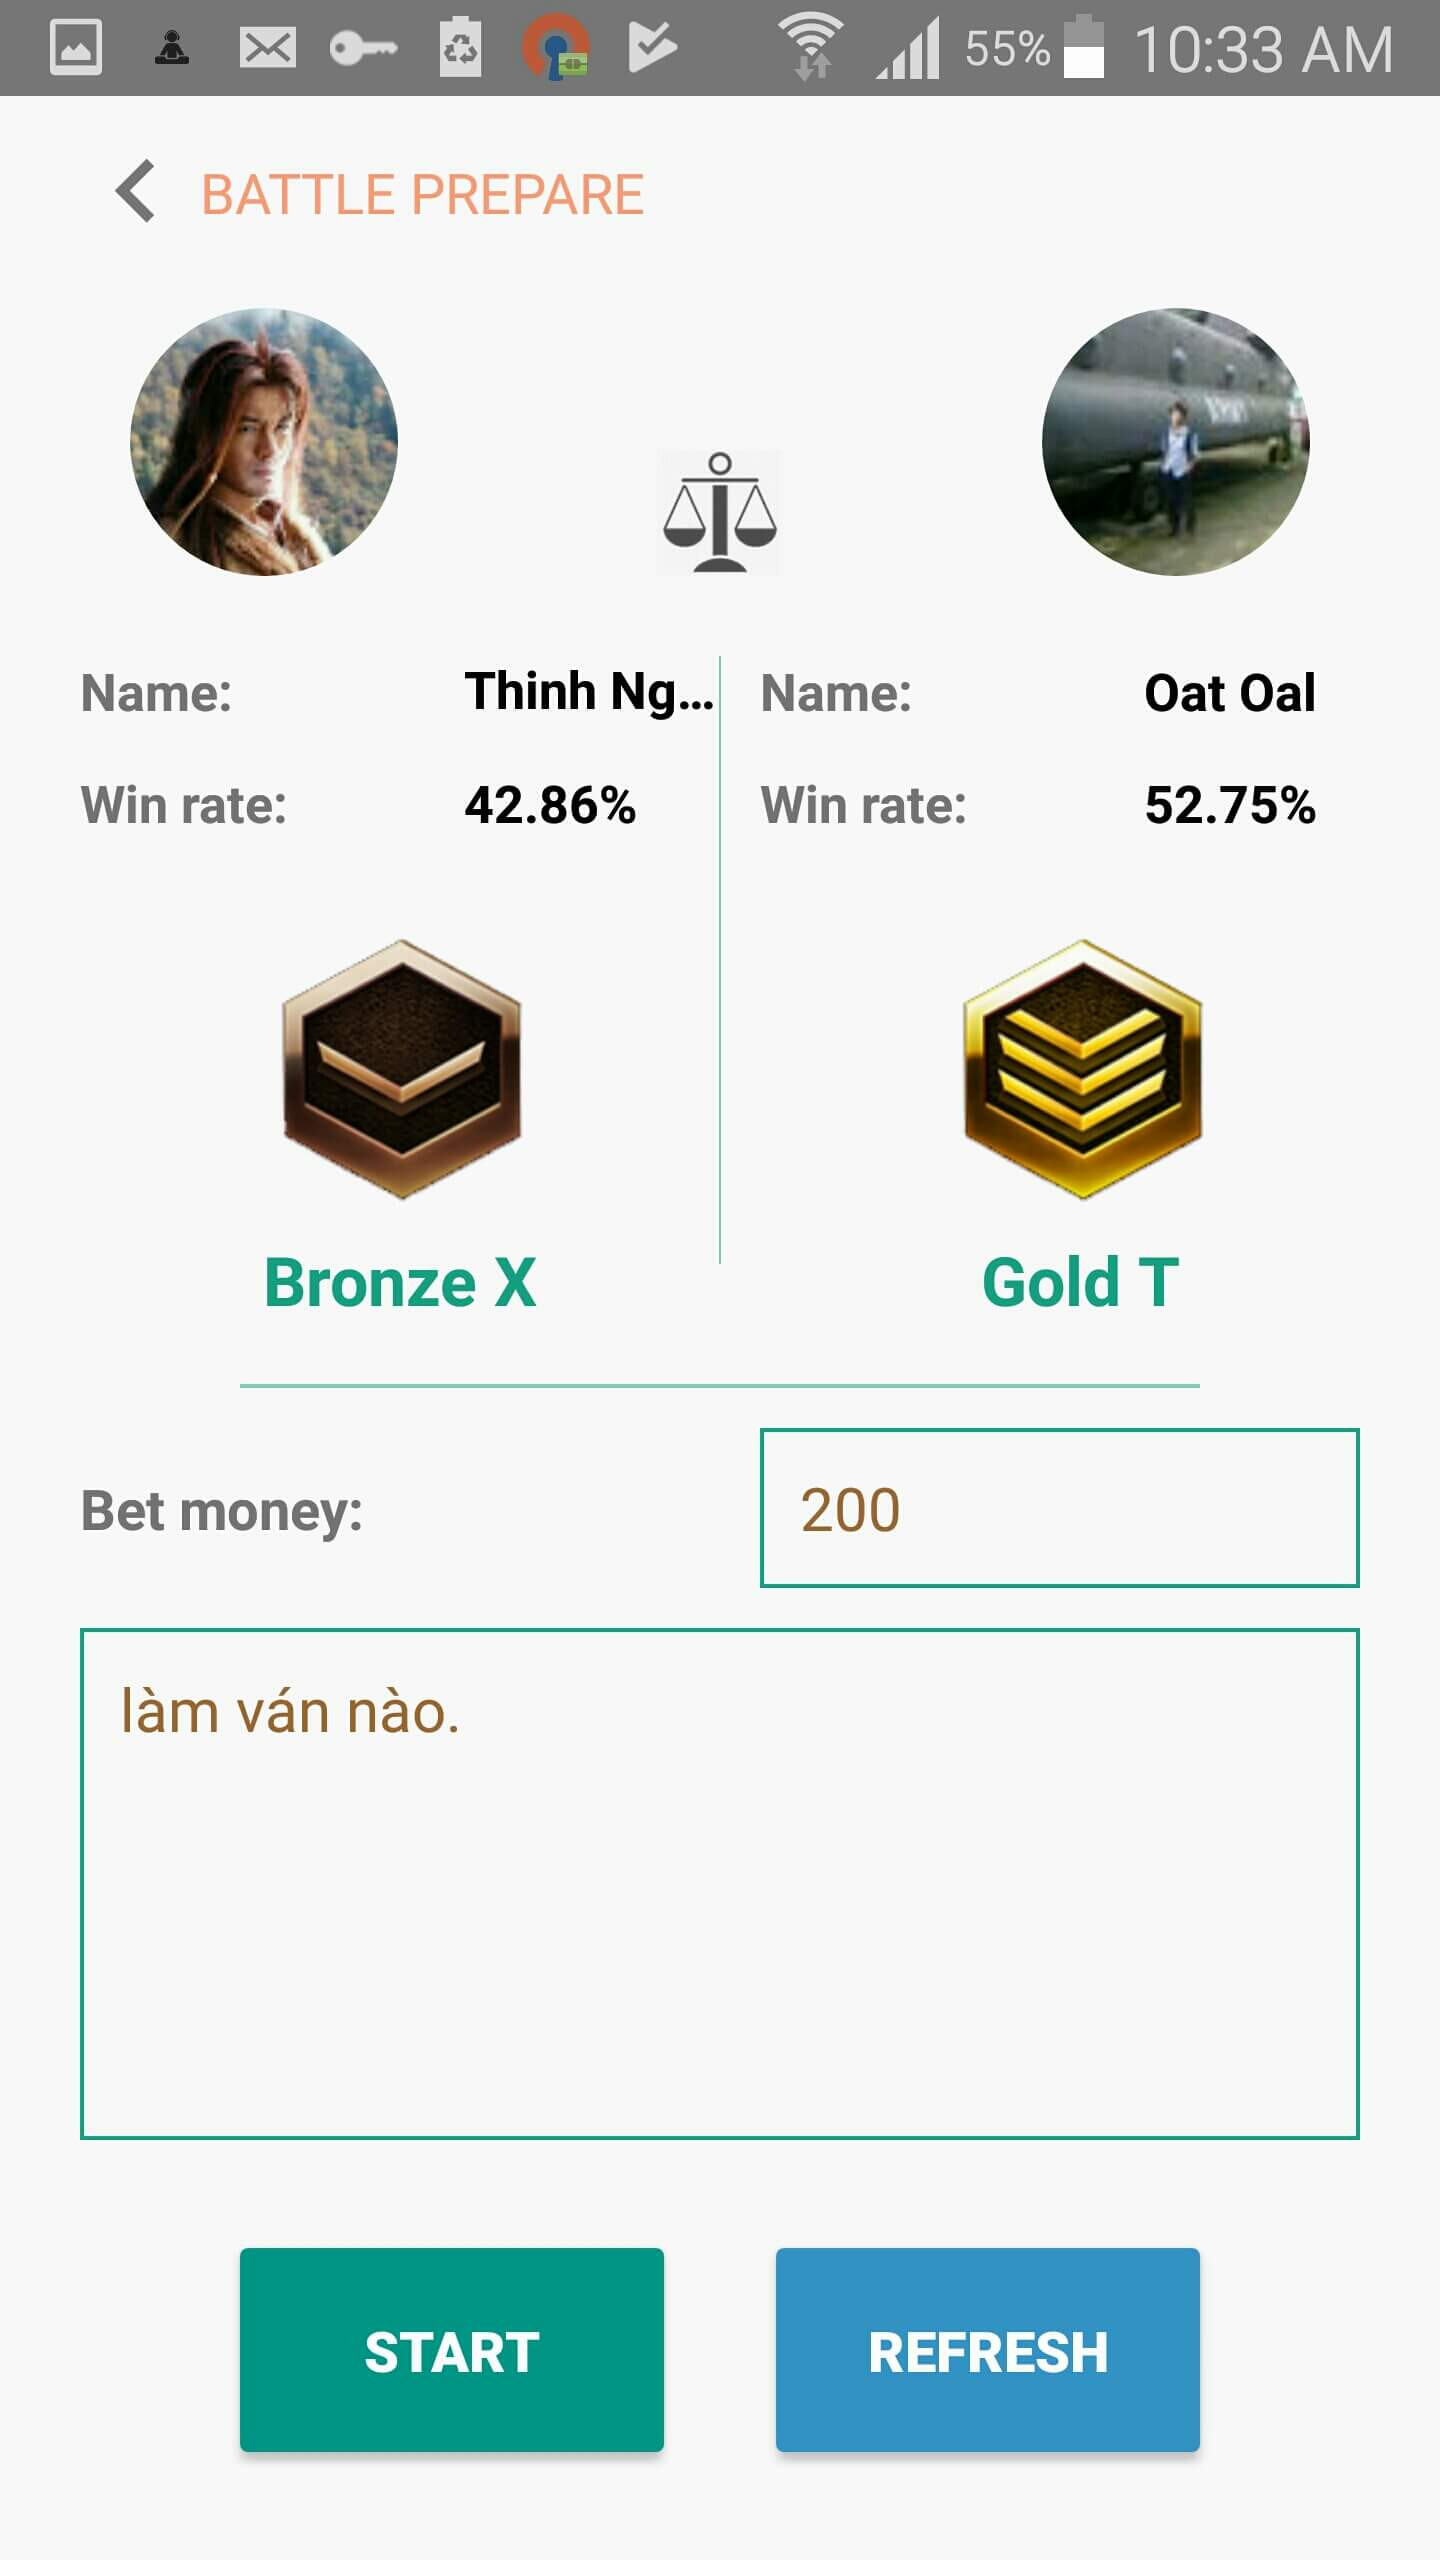 55% 10:33 AM
BATTLE PREPARE
Name: Thinh Ng... Name: Oat Oal
Win rate: 42.86% Win rate: 52.75%
Bronze X Gold T
Bet money: 200
làm ván nào.
START REFRESH